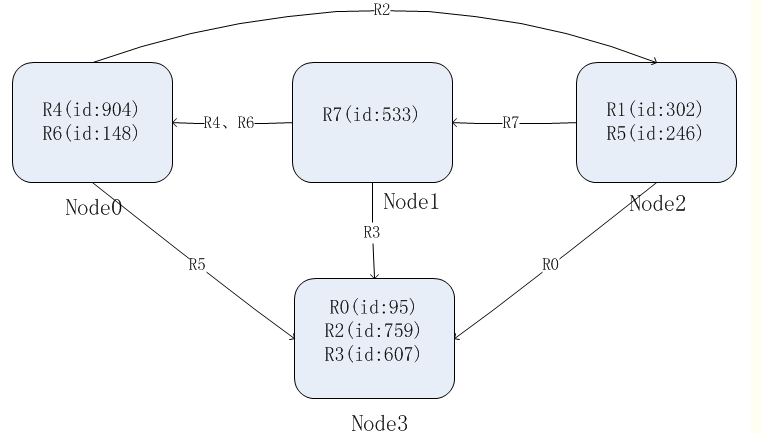 R2
R4(id:904)
R6(id:148)
R4、R6
R7(id:533)
R7
R1(id:302)
R5(id:246)
Node0
Node1
Node2
R5
R3
R0
R0(id:95)
R2(id:759)
R3(id:607)
Node3